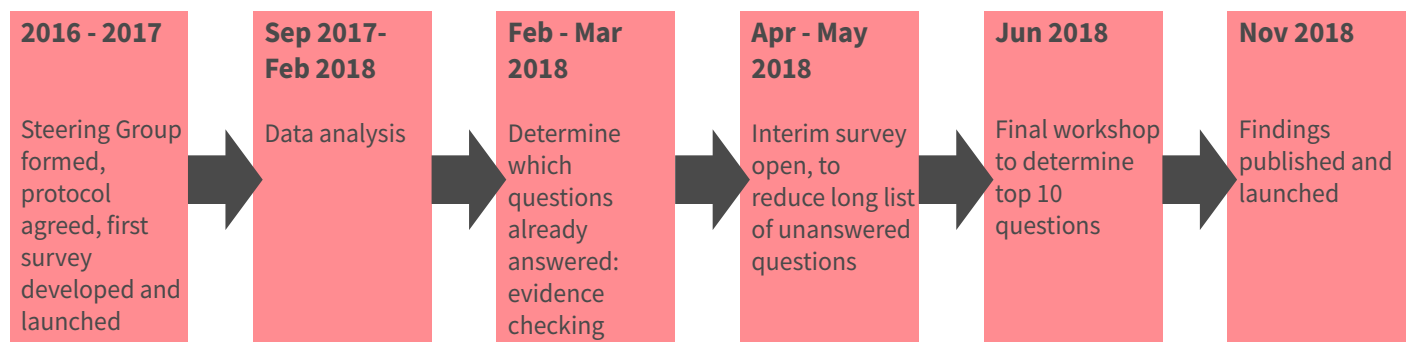 2016 - 2017
Steering Group
formed,
protocol
agreed, first
survey
developed and
launched
Sep 2017-
Feb 2018
Data analysis
Feb - Mar
2018
Determine
which
questions
already
answered:
evidence
checking
Apr - May
2018
Interim survey
open, to
reduce long list
of unanswered
questions
Jun 2018
Final workshop
to determine
top 10
questions
Nov 2018
Findings
published and
launched